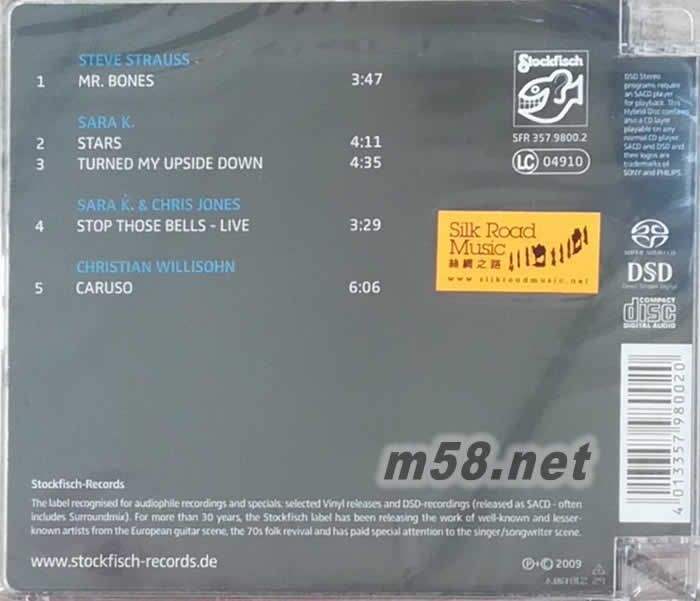 STEVE STRAUSS
1 MR. BONES 3:47
SARA K.
2 STARS 4:11
3 TURNED MY UPSIDE DOWN 4:35
SARA K. & CHRIS JONES
4 STOP THOSE BELLS - LIVE 3:29
CHRISTIAN WILLISOHN
5 CARUSO 6:06
Stockfisch
SFR 357.9800.2
LC 04910
Silk Road
Music
絲綢之路
www.silkroadmusic.net
DSD Stereo
programs require
an SACD player
for playback. This
Hybrid Disc contains
also a CD layer
playable on any
normal CD player.
SACD and DSD and
their logos are
trademarks of
SONY and PHILIPS.
SUPER AUDIO CD
DSD
Direct Stream Digital
COMPACT
disc
DIGITAL AUDIO
4 013357 980020
m58.net
Stockfisch-Records
The label recognised for audiophile recordings and specials: selected Vinyl releases and DSD-recordings (released as SACD - often
includes Surroundmix). For more than 30 years, the Stockfisch label has been releasing the work of well-known and lesser-
known artists from the European guitar scene, the 70s folk revival and has paid special attention to the singer/songwriter scene.
www.stockfisch-records.de
℗+© 2009